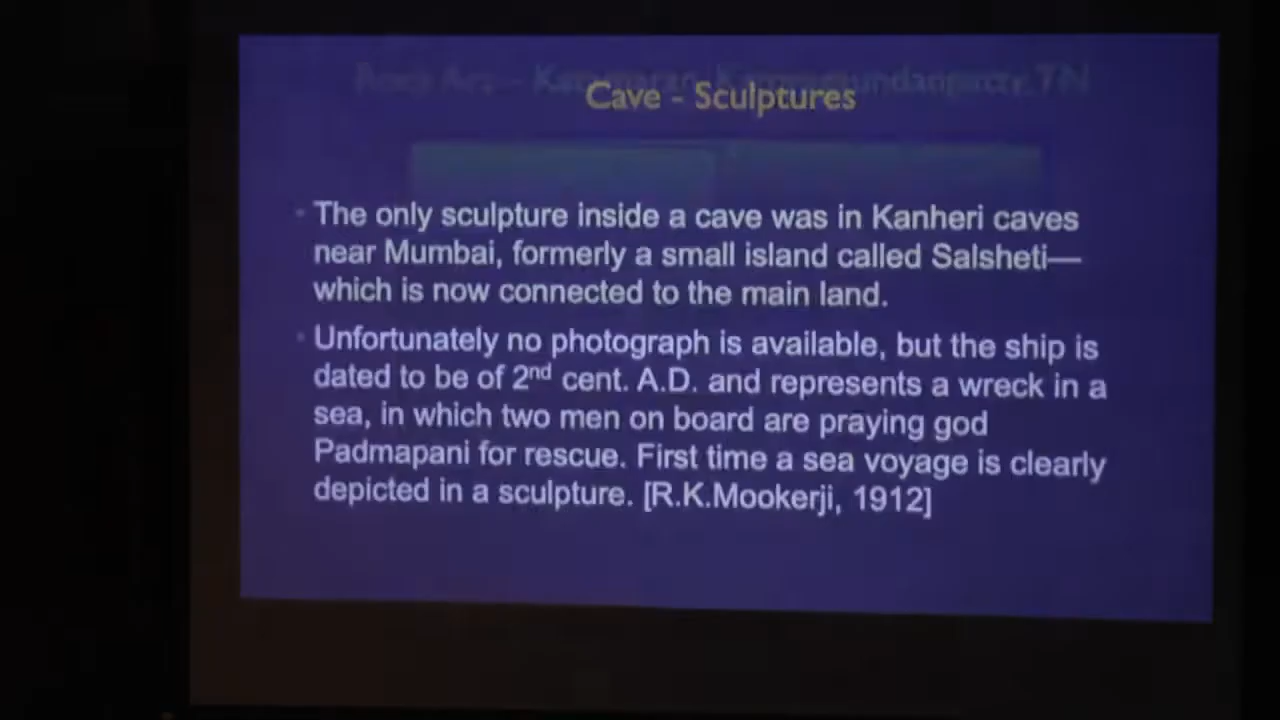 Cave - Sculptures
The only sculpture inside a cave was in Kanheri caves
near Mumbai, formerly a small island called Salsheti—
which is now connected to the main land.
Unfortunately no photograph is available, but the ship is
dated to be of 2nd cent. A.D. and represents a wreck in a
sea, in which two men on board are praying god
Padmapani for rescue. First time a sea voyage is clearly
depicted in a sculpture. [R.K.Mookerji, 1912]